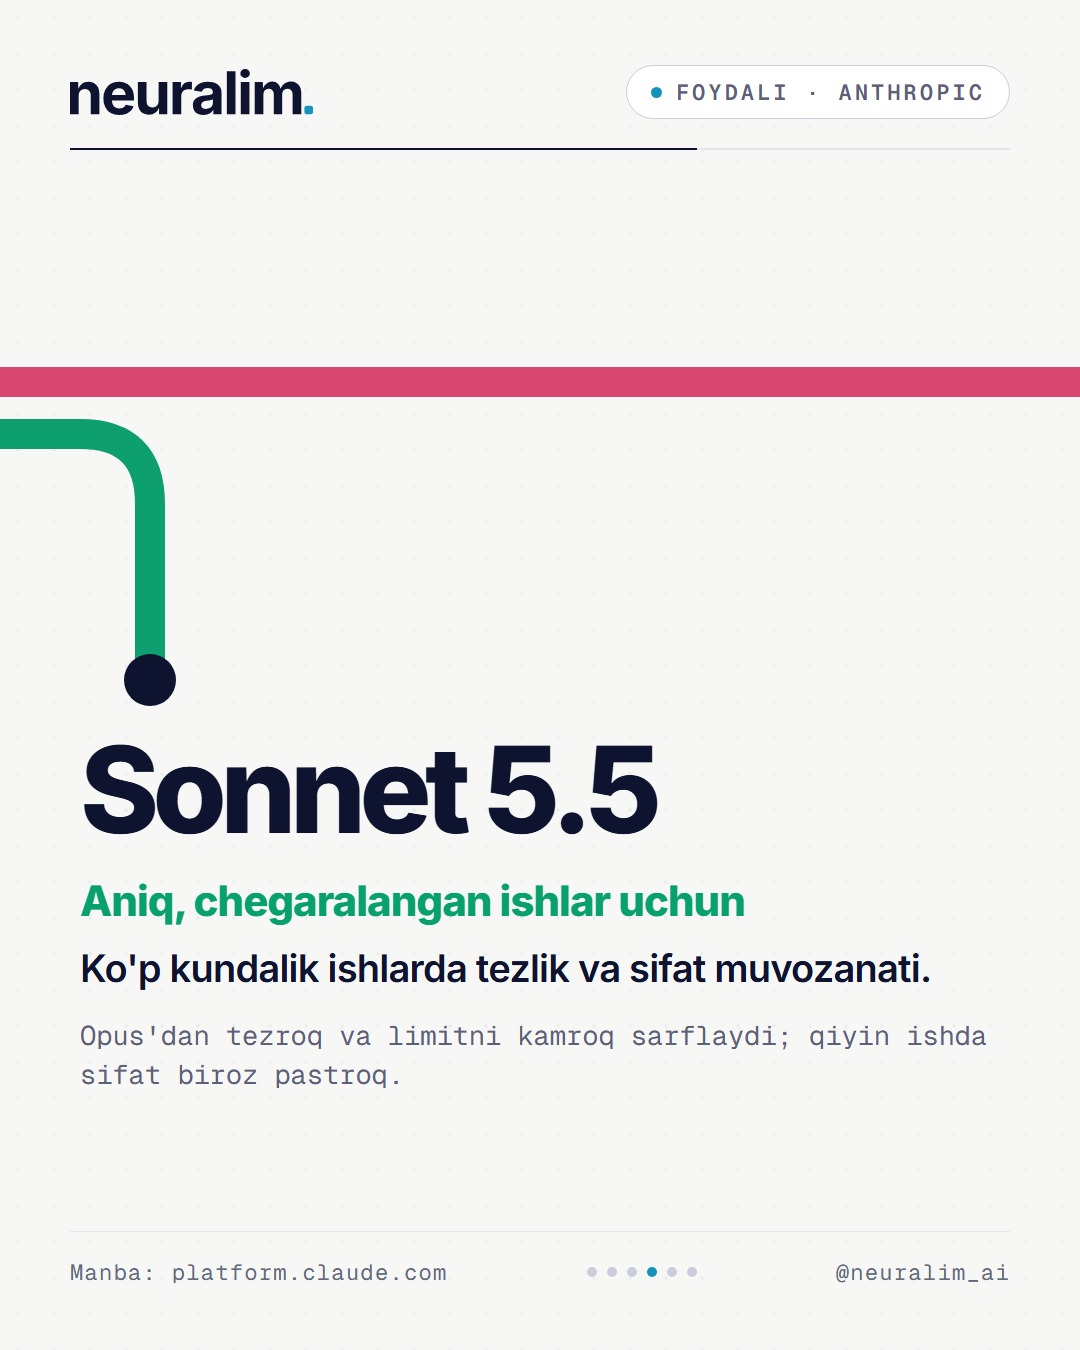 neuralim.
FOYDALI · ANTHROPIC
Sonnet 5.5
Aniq, chegaralangan ishlar uchun
Ko'p kundalik ishlarda tezlik va sifat muvozanati.
Opus'dan tezroq va limitni kamroq sarflaydi; qiyin ishda
sifat biroz pastroq.
Manba: platform.claude.com
@neuralim_ai